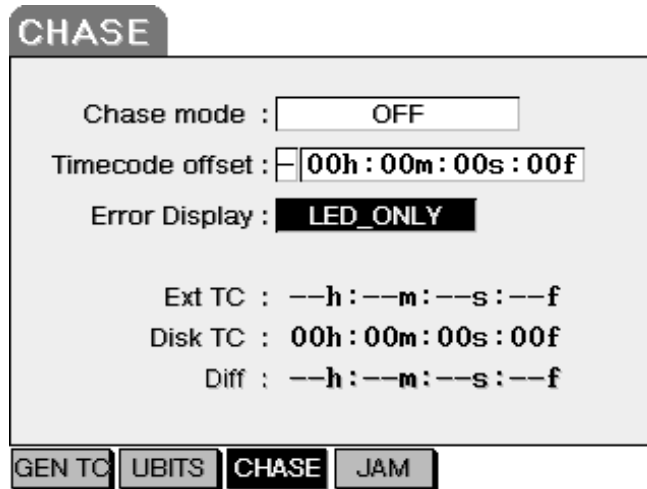 CHASE
Chase mode : OFF
Timecode offset : - 00h:00m:00s:00f
Error Display : LED_ONLY
Ext TC : --h:--m:--s:--f
Disk TC : 00h:00m:00s:00f
Diff : --h:--m:--s:--f
GEN TC UBITS CHASE JAM